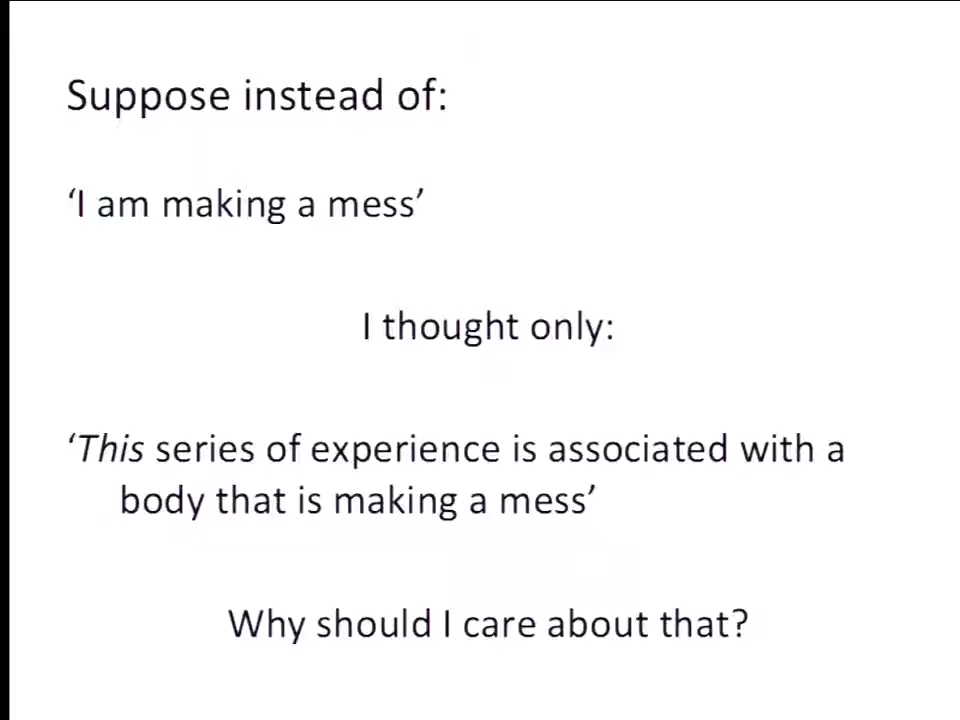 Suppose instead of:
‘I am making a mess’
I thought only:
‘This series of experience is associated with a
body that is making a mess’
Why should I care about that?